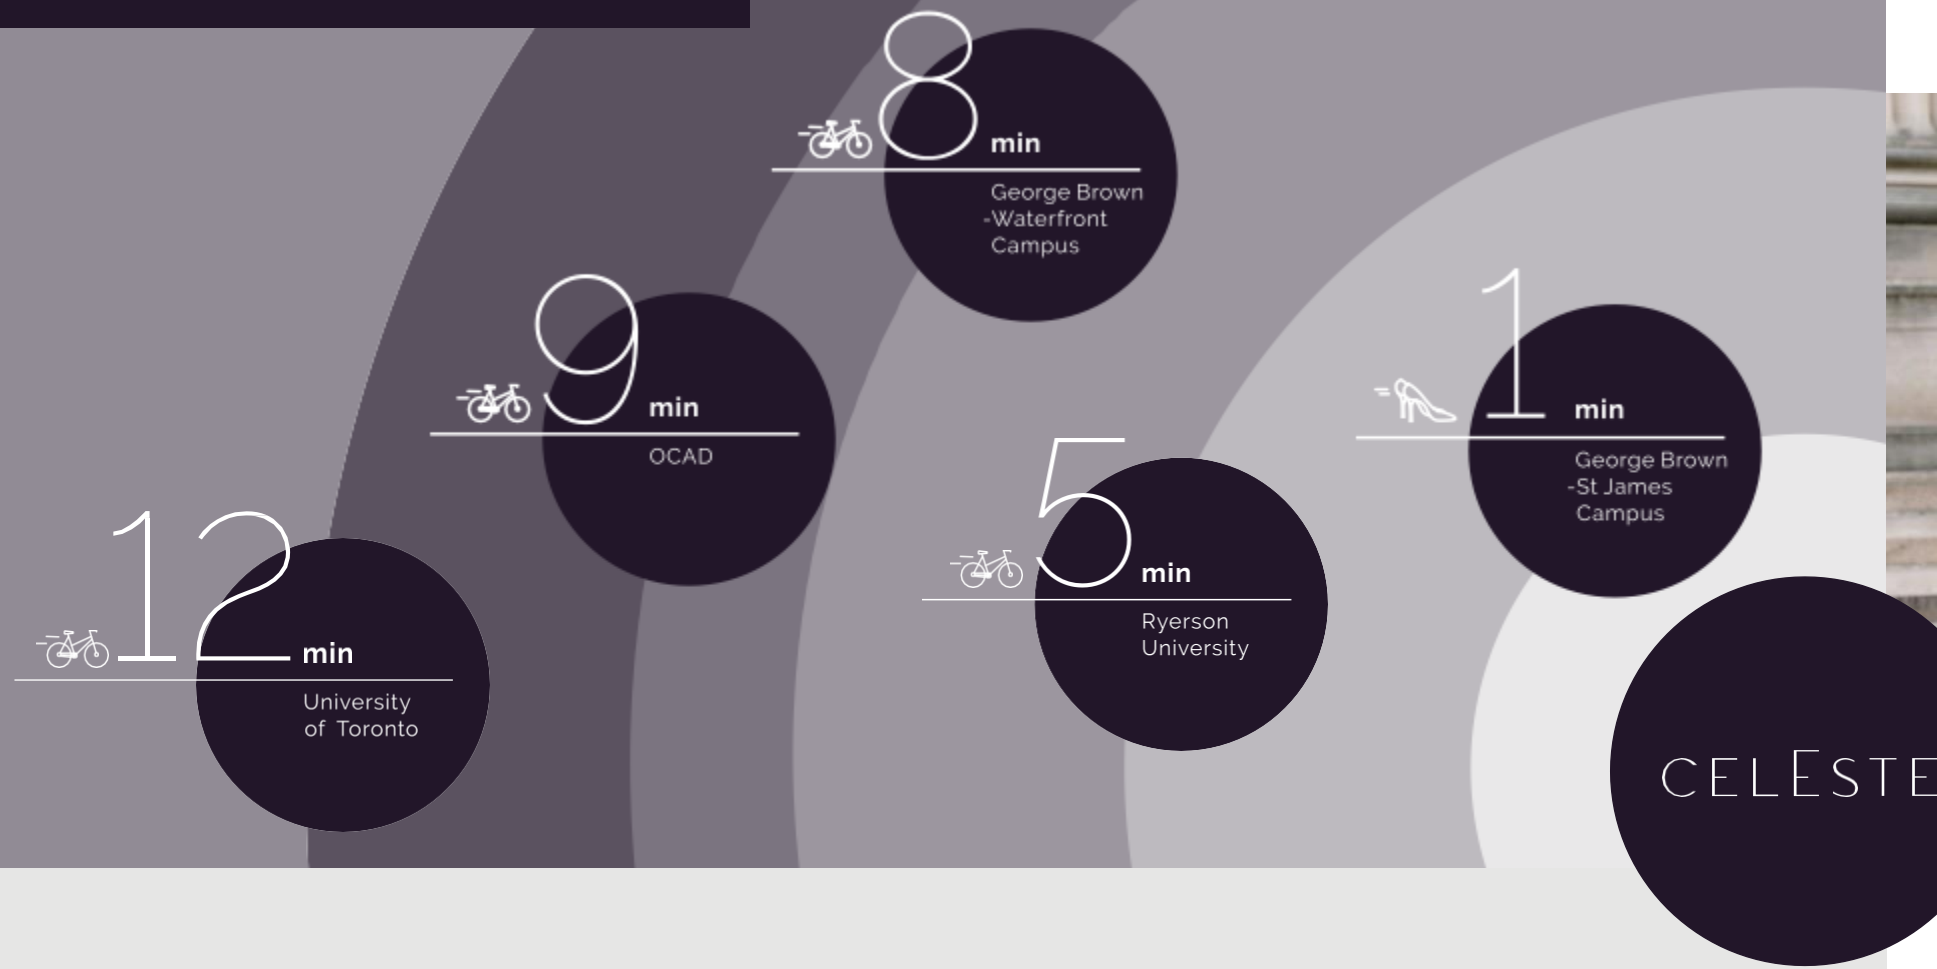 8 min
George Brown
-Waterfront
Campus
1 min
George Brown
-St James
Campus
9 min
OCAD
5 min
Ryerson
University
12 min
University
of Toronto
CELESTE